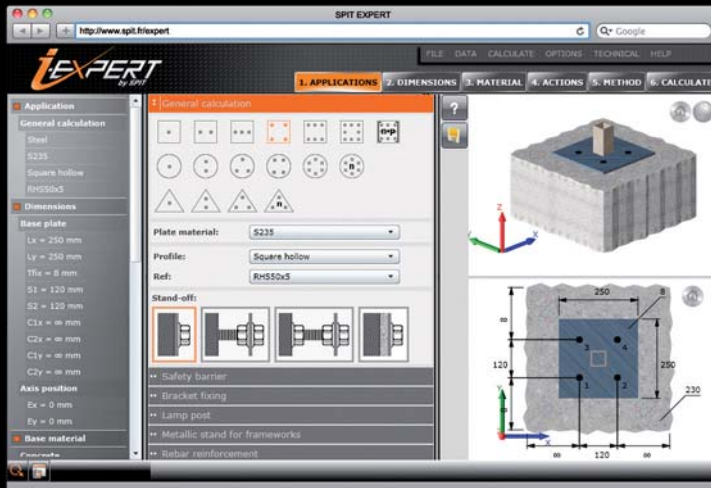 SPIT EXPERT
http://www.spit.fr/expert
Google
FILE DATA CALCULATE OPTIONS TECHNICAL HELP
i-EXPERT
by SPIT
1. APPLICATIONS 2. DIMENSIONS 3. MATERIAL 4. ACTIONS 5. METHOD 6. CALCULATE
Application
General calculation
Steel
S235
Square hollow
RHS50x5
Dimensions
Base plate
Lx = 250 mm
Ly = 250 mm
Tfix = 8 mm
S1 = 120 mm
S2 = 120 mm
C1x = ∞ mm
C2x = ∞ mm
C1y = ∞ mm
C2y = ∞ mm
Axis position
Ex = 0 mm
Ey = 0 mm
Base material
Concrete
General calculation
n•p
n
n
Plate material: S235
Profile: Square hollow
Ref: RHS50x5
Stand-off:
Safety barrier
Bracket fixing
Lamp post
Metallic stand for frameworks
Rebar reinforcement
?
Z
Y X
250 8
∞
3 4
120 250
1 2
230
Y
X
∞ 120 ∞